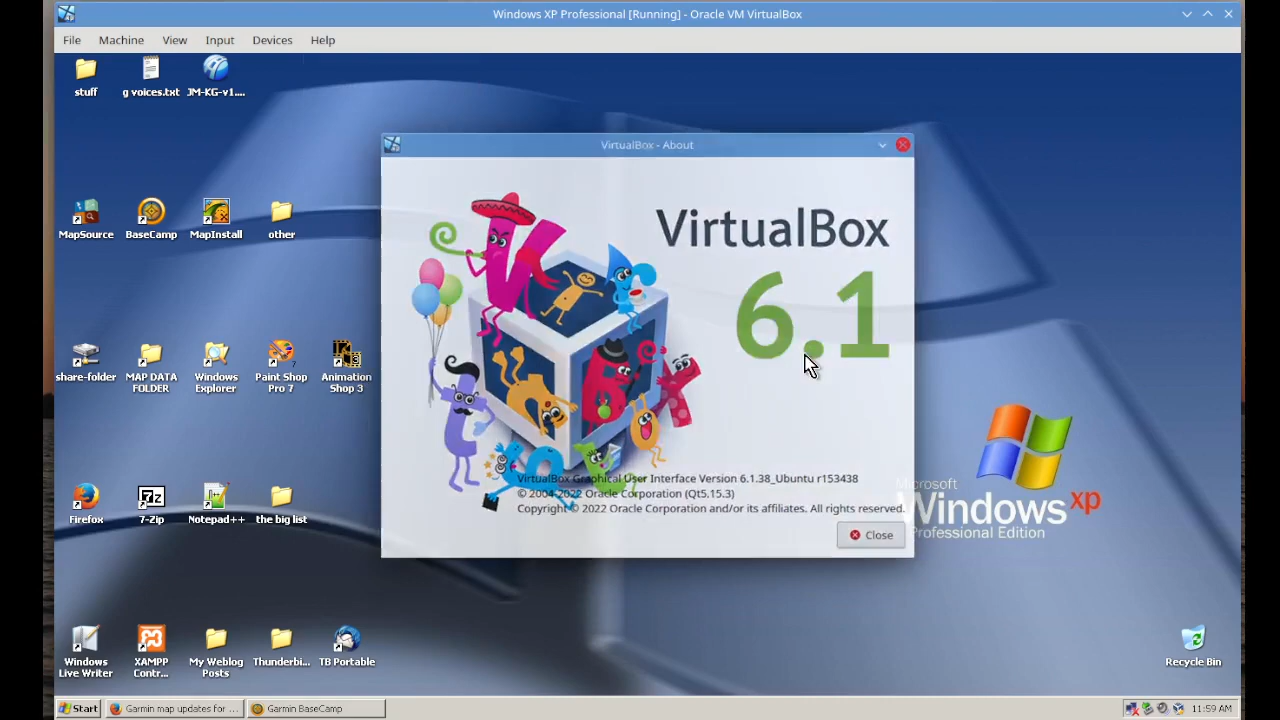 Windows XP Professional [Running] - Oracle VM VirtualBox
File Machine View Input Devices Help
stuff
g voices.txt
JM-KG-v1....
VirtualBox - About
MapSource
BaseCamp
MapInstall
other
VirtualBox
6.1
share-folder
MAP DATA
FOLDER
Windows
Explorer
Paint Shop
Pro 7
Animation
Shop 3
Firefox
7-Zip
Notepad++
the big list
VirtualBox Graphical User Interface Version 6.1.38_Ubuntu r153438
© 2004-2022 Oracle Corporation (Qt5.15.3)
Copyright © 2022 Oracle Corporation and/or its affiliates. All rights reserved.
Close
Microsoft
Windows xp
Professional Edition
Windows
Live Writer
XAMPP
Contr...
My Weblog
Posts
Thunderbi...
TB Portable
Recycle Bin
Start
Garmin map updates for ...
Garmin BaseCamp
11:59 AM